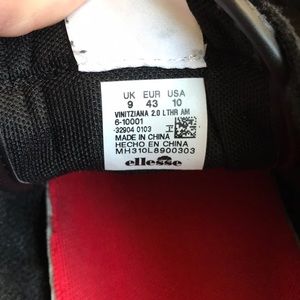 UK EUR USA
9 43 10
VINITZIANA 2.0 LTHR AM
6-10001
-32904 0103
MADE IN CHINA
HECHO EN CHINA
MH310L8900303
ellesse